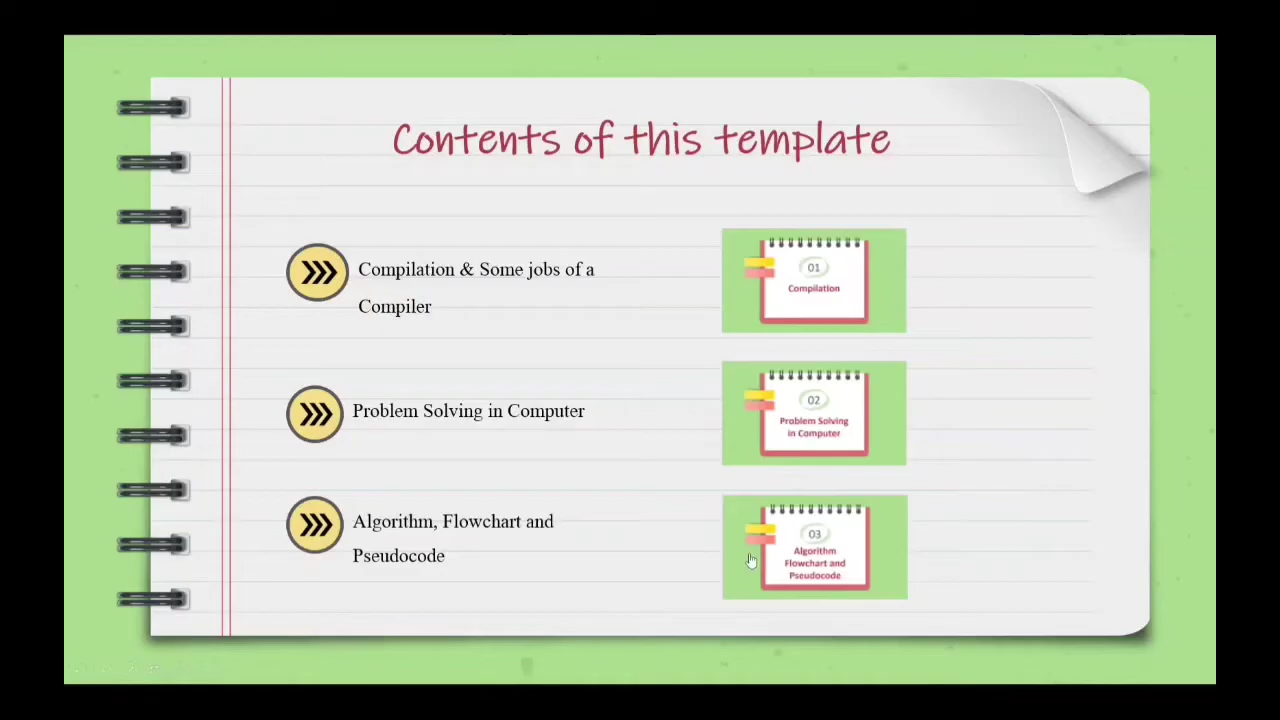 Contents of this template
Compilation & Some jobs of a
Compiler
01
Compilation
Problem Solving in Computer
02
Problem Solving
in Computer
Algorithm, Flowchart and
Pseudocode
03
Algorithm
Flowchart and
Pseudocode